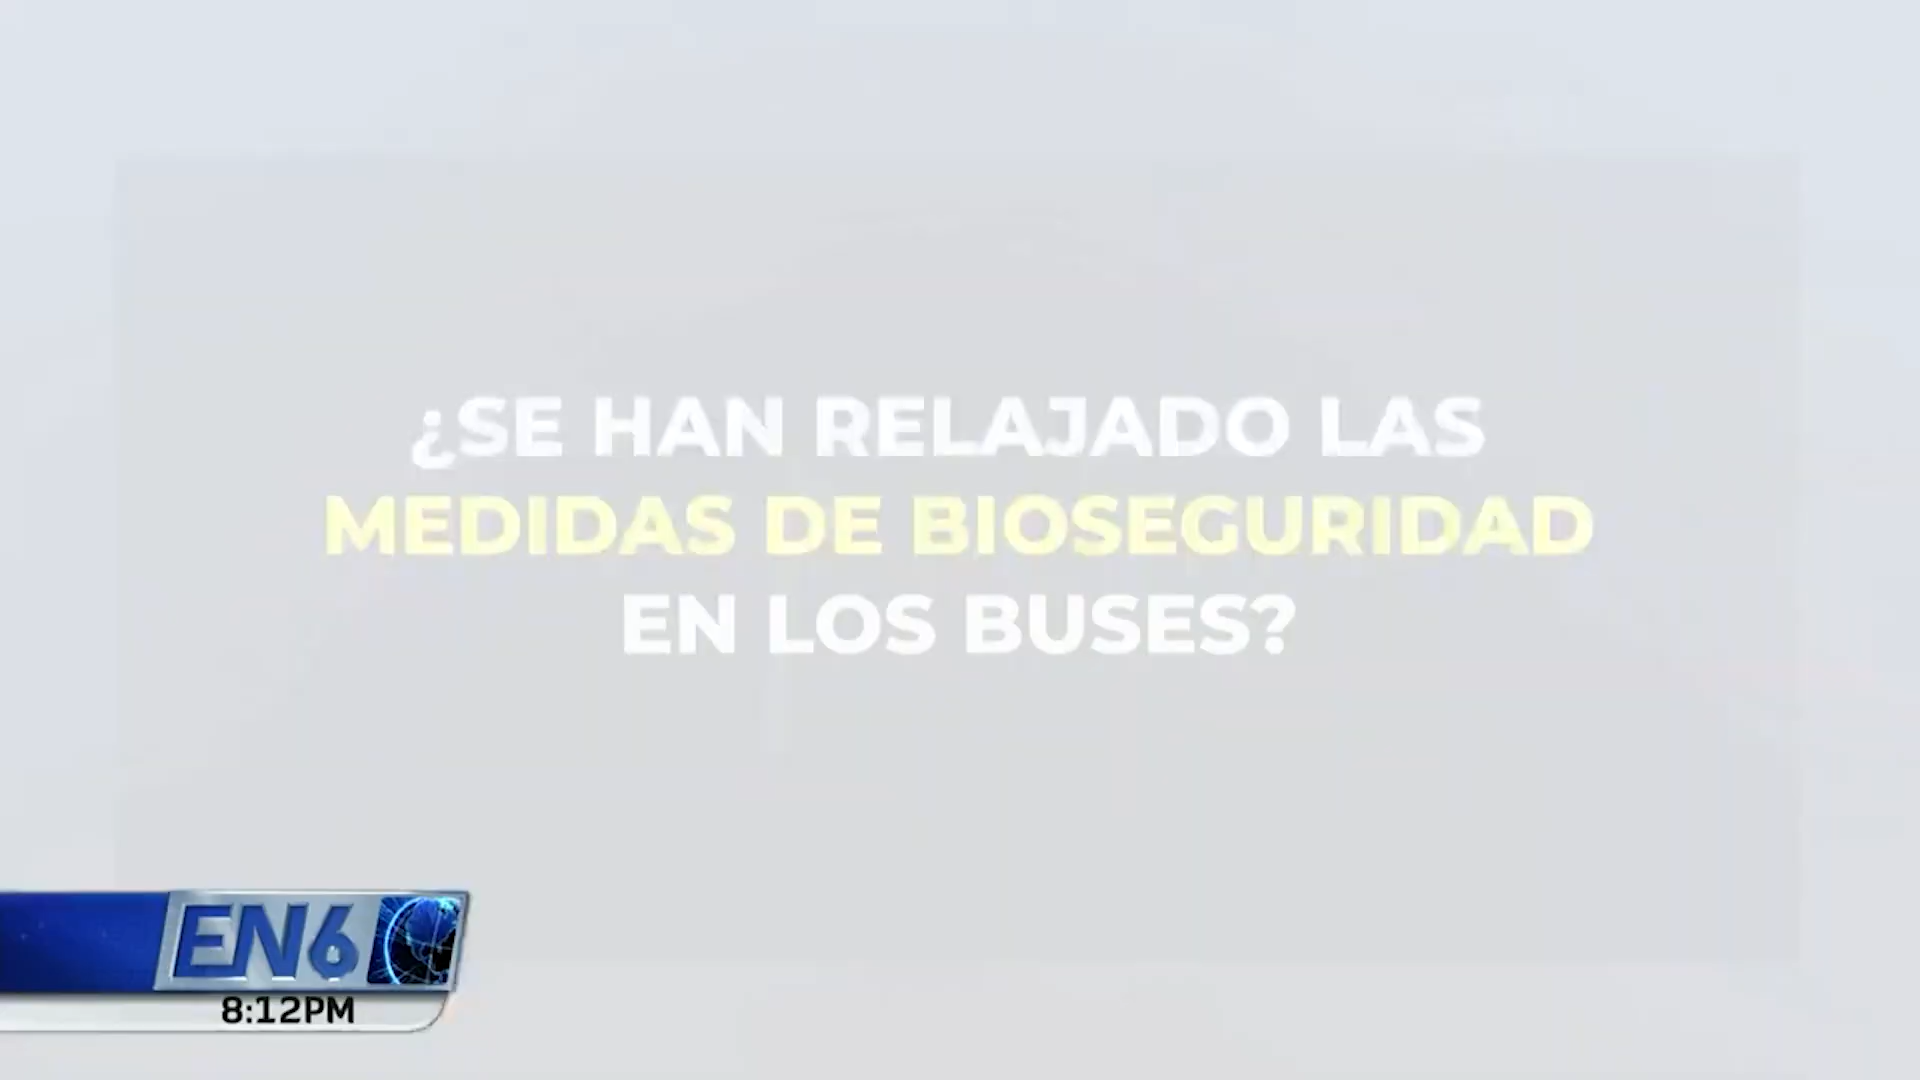 ¿SE HAN RELAJADO LAS
MEDIDAS DE BIOSEGURIDAD
EN LOS BUSES?
EN6
8:12PM